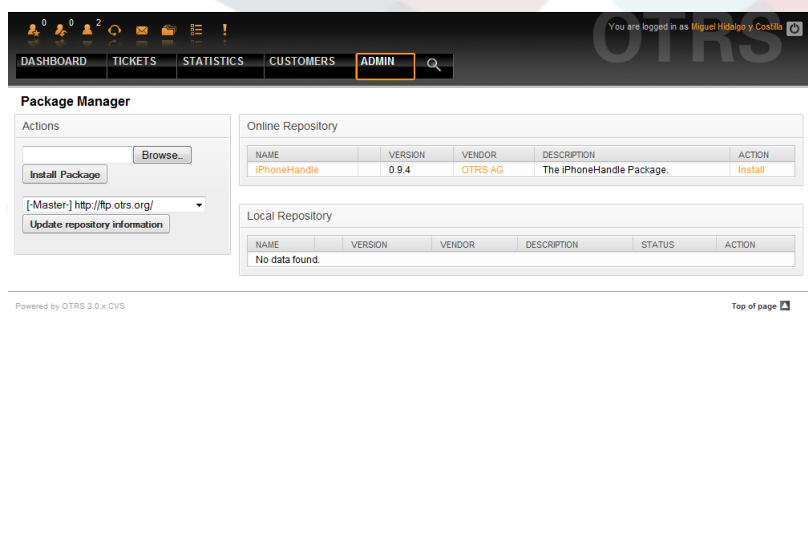 0 0 2
You are logged in as Miguel Hidalgo y Costilla
OTRS
DASHBOARD TICKETS STATISTICS CUSTOMERS ADMIN
Package Manager
Actions
Browse..
Install Package
[-Master-] http://ftp.otrs.org/
Update repository information
Online Repository
NAME VERSION VENDOR DESCRIPTION ACTION
iPhoneHandle 0.9.4 OTRS AG The iPhoneHandle Package. Install
Local Repository
NAME VERSION VENDOR DESCRIPTION STATUS ACTION
No data found.
Powered by OTRS 3.0.x CVS
Top of page